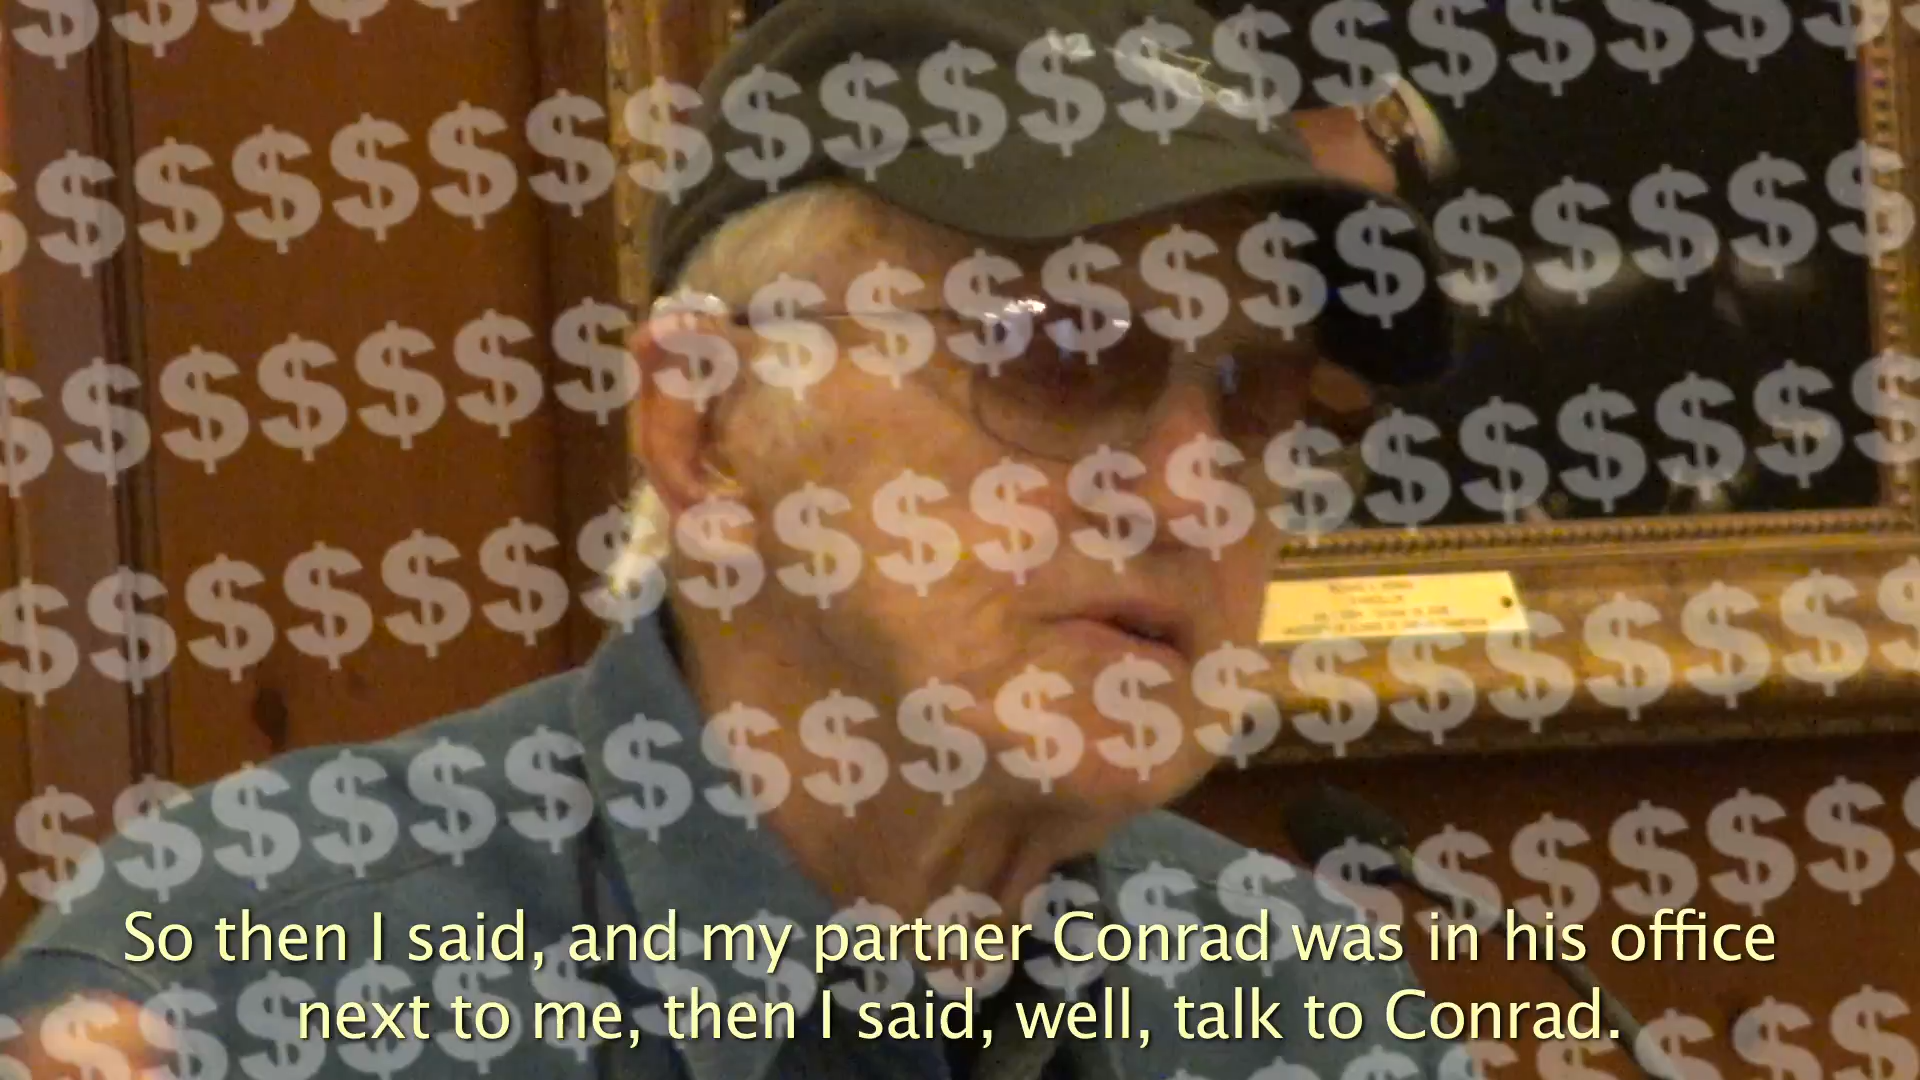 So then I said, and my partner Conrad was in his office
next to me, then I said, well, talk to Conrad.